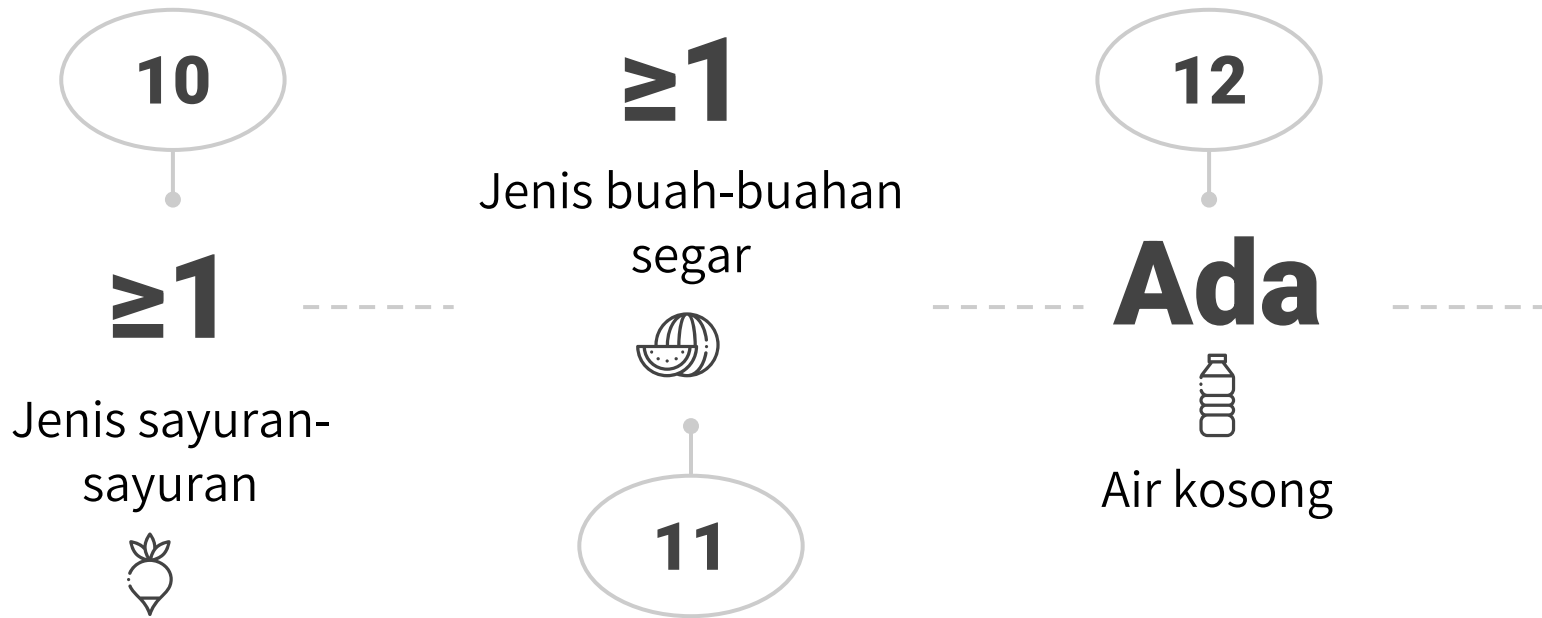 10
≥1
Jenis sayuran-
sayuran
≥1
Jenis buah-buahan
segar
11
12
Ada
Air kosong